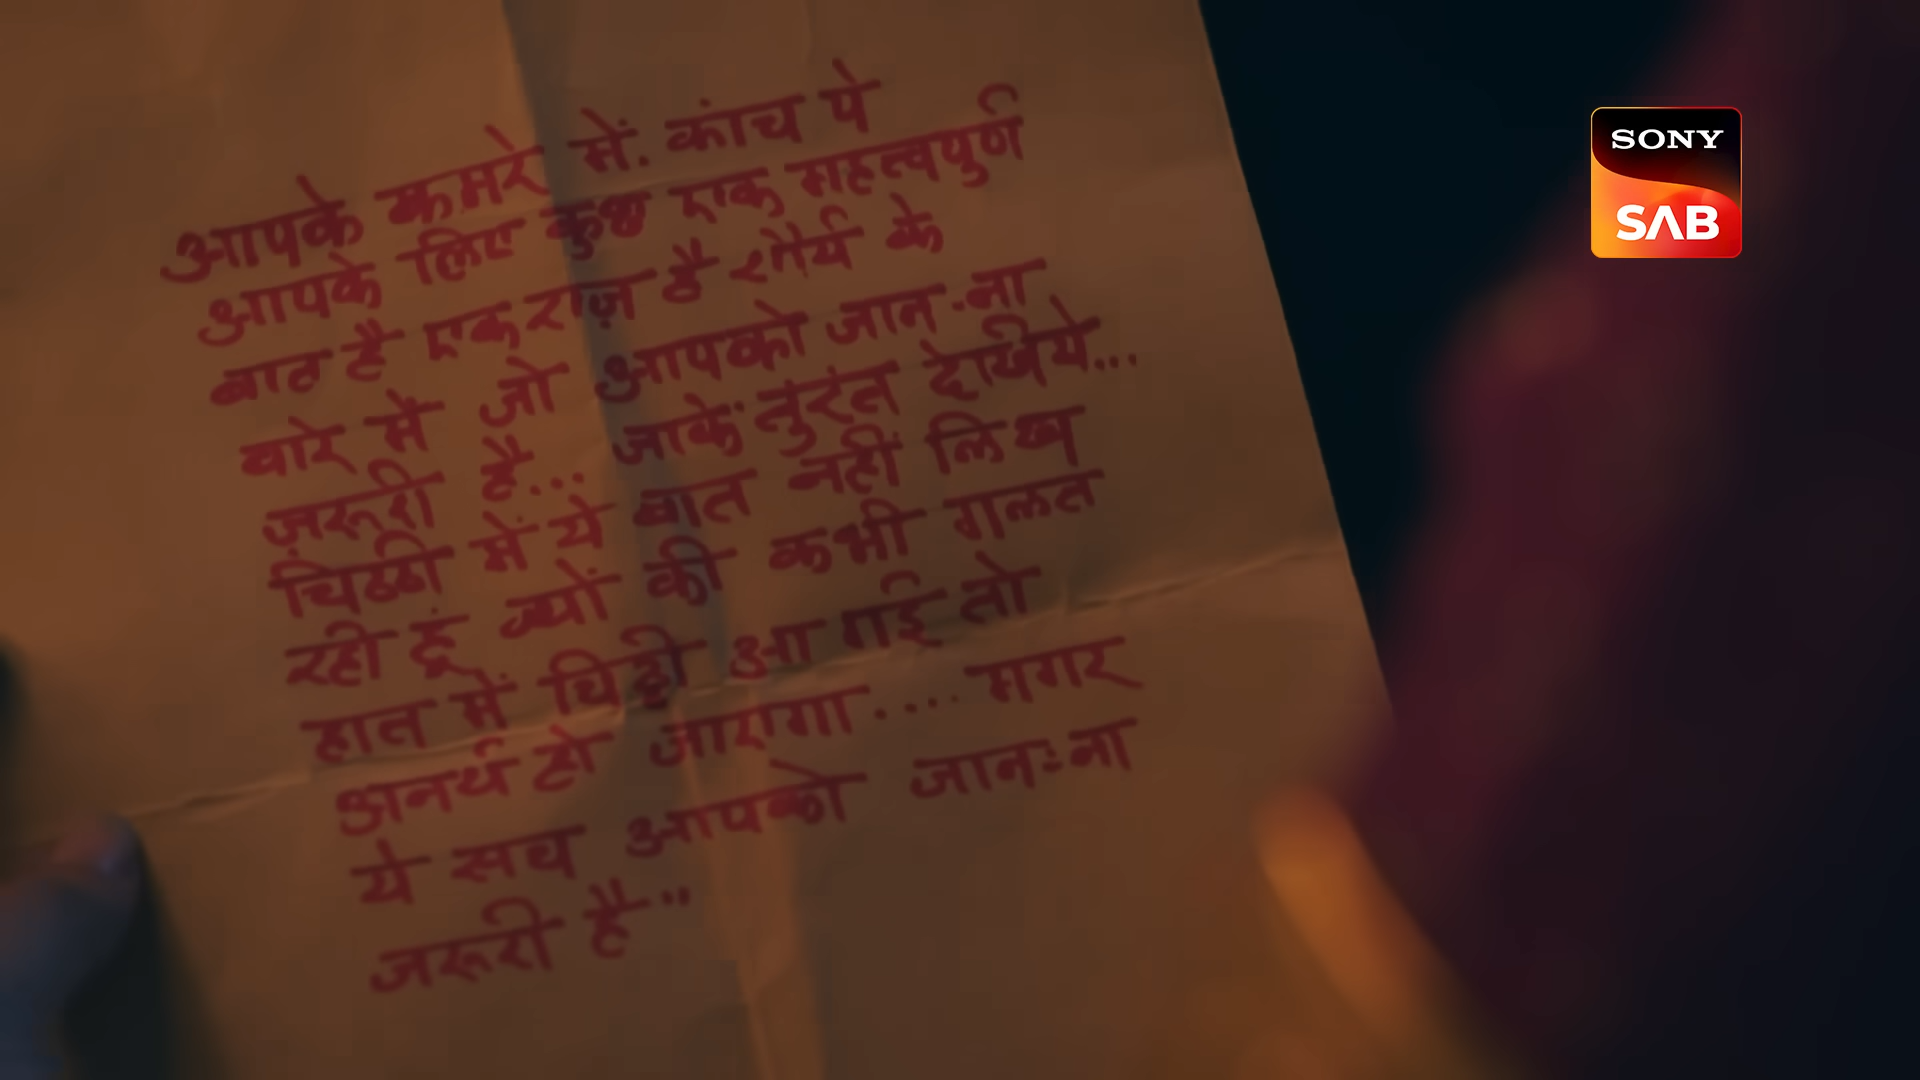 आपके कमरे में. कांच पे
आपके लिए कुछ एक महत्वपुर्ण
बात है एक राज़ है शौर्य के
बारे में जो आपको जान-ना
ज़रूरी है... जाकें तुरंत देखिये...
चिठ्ठी में ये बात नहीं लिख
रही हूं क्यों की कभी गलत
हात में चिठ्ठी आ गई तो
अनर्थ हो जाएगा.... मगर
ये सच आपको जान-ना
जरूरी है"
SONY
SAB